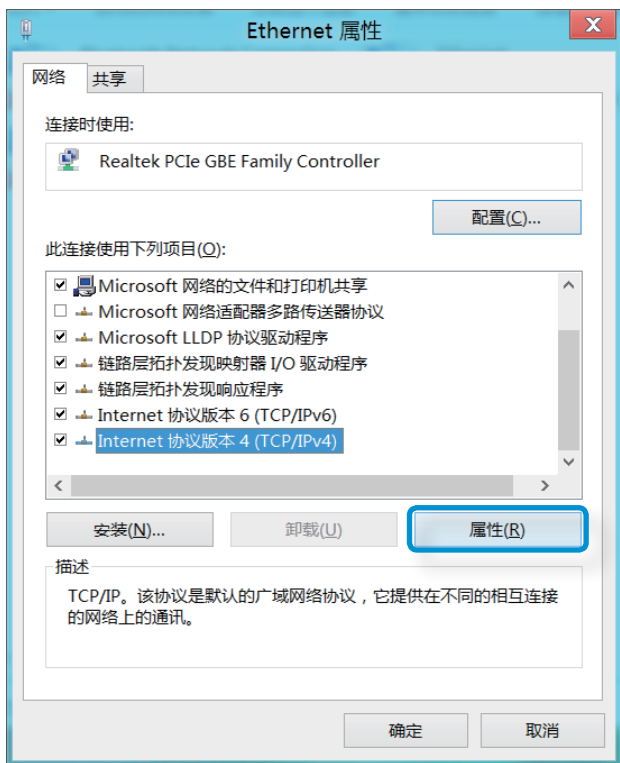 Ethernet 属性
网络
共享
连接时使用:
Realtek PCIe GBE Family Controller
配置(C)...
此连接使用下列项目(O):
Microsoft 网络的文件和打印机共享
Microsoft 网络适配器多路传送器协议
Microsoft LLDP 协议驱动程序
链路层拓扑发现映射器 I/O 驱动程序
链路层拓扑发现响应程序
Internet 协议版本 6 (TCP/IPv6)
Internet 协议版本 4 (TCP/IPv4)
安装(N)...
卸载(U)
属性(R)
描述
TCP/IP。该协议是默认的广域网络协议，它提供在不同的相互连接
的网络上的通讯。
确定
取消